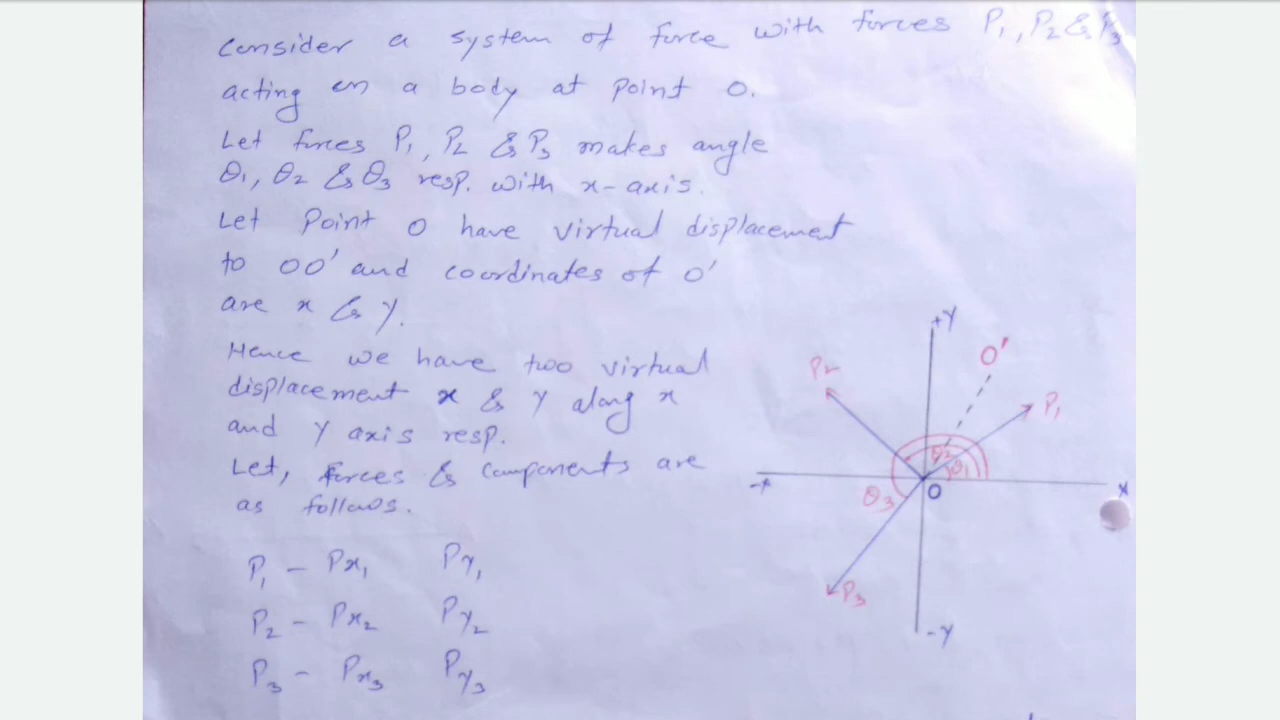 Consider a system of force with forces P₁, P₂ & P₃
acting on a body at point O.
Let forces P₁, P₂ & P₃ makes angle
θ₁, θ₂ & θ₃ resp. with x-axis.
Let Point O have virtual displacement
to OO' and coordinates of O'
are x & y.
Hence we have two virtual
displacement x & y along x
and y axis resp.
Let, forces & components are
as follows.
P₁ - Px₁ Py₁
P₂ - Px₂ Py₂
P₃ - Px₃ Py₃
+Y
O'
P₂
P₁
θ₂
θ₁
-x
x
θ₃
O
P₃
-Y